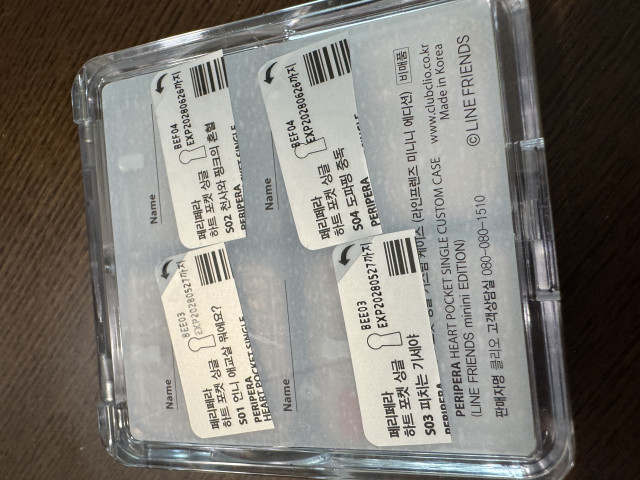 Name
BEF04
EXP20280626까지
페리페라
하트 포켓 싱글
S02 천사와 핑크의 혼혈
PERIPERA
Name
BEE03
EXP20280527까지
페리페라
하트 포켓 싱글
S01 언니 애교살 뭐에요?
PERIPERA
HEART POCKET SINGLE
BEF04
EXP20280626까지
페리페라
하트 포켓 싱글
S04 도파핑 중독
PERIPERA
Name
BEE03
EXP20280527까지
페리페라
하트 포켓 싱글
S03 피치는 기세야
PERIPERA
케이스 (라인프렌즈 미니니 에디션) 비매품
PERIPERA HEART POCKET SINGLE CUSTOM CASE www.clubclio.co.kr
(LINE FRIENDS minini EDITION) Made in Korea
판매자명 클리오 고객상담실 080-080-1510 ©LINE FRIENDS